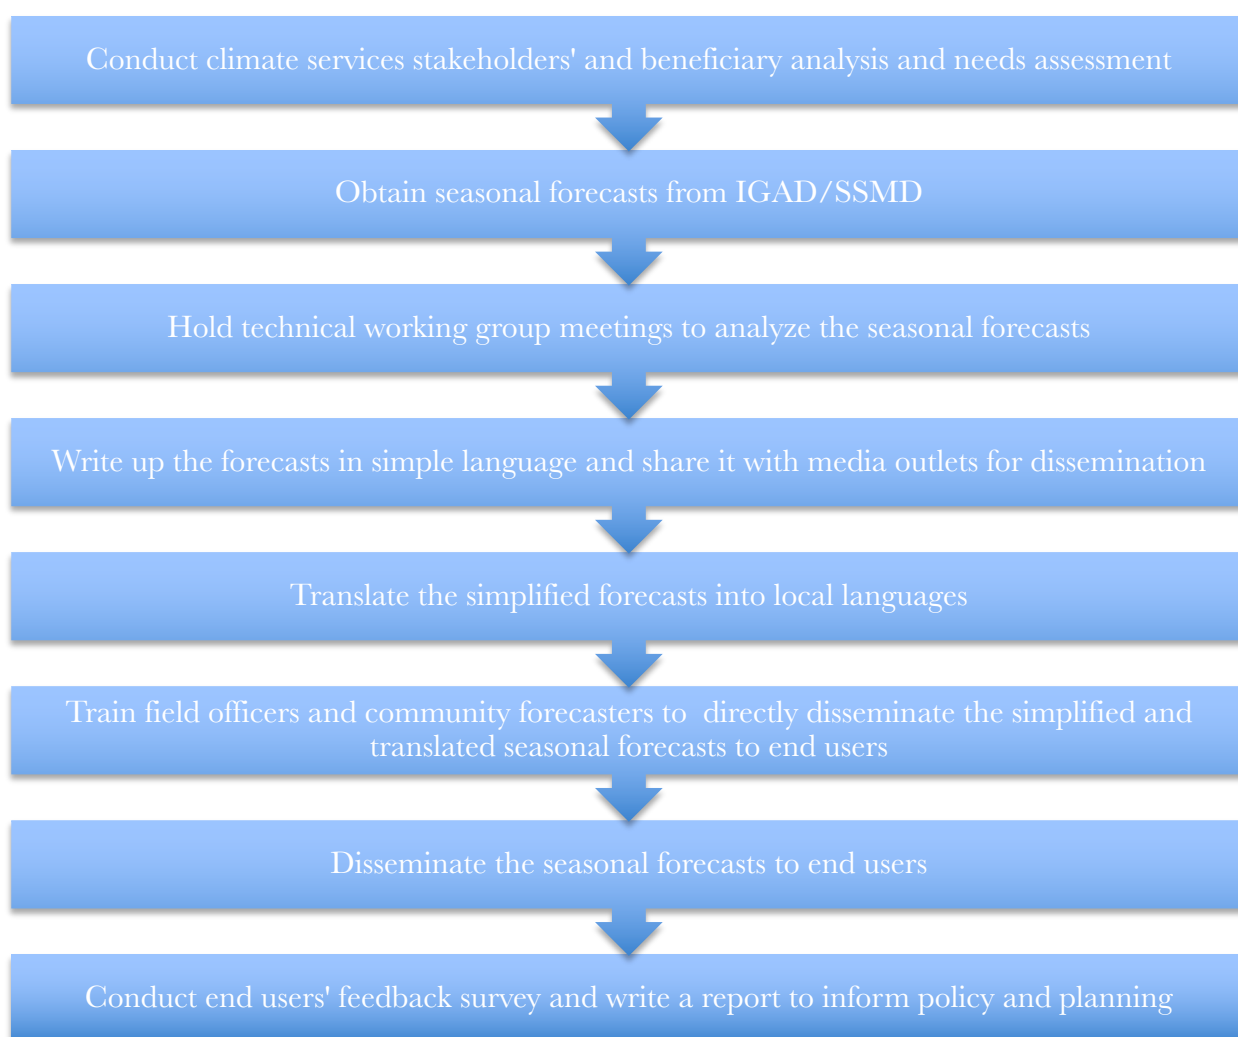 Conduct climate services stakeholders' and beneficiary analysis and needs assessment
Obtain seasonal forecasts from IGAD/SSMD
Hold technical working group meetings to analyze the seasonal forecasts
Write up the forecasts in simple language and share it with media outlets for dissemination
Translate the simplified forecasts into local languages
Train field officers and community forecasters to  directly disseminate the simplified and
translated seasonal forecasts to end users
Disseminate the seasonal forecasts to end users
Conduct end users' feedback survey and write a report to inform policy and planning